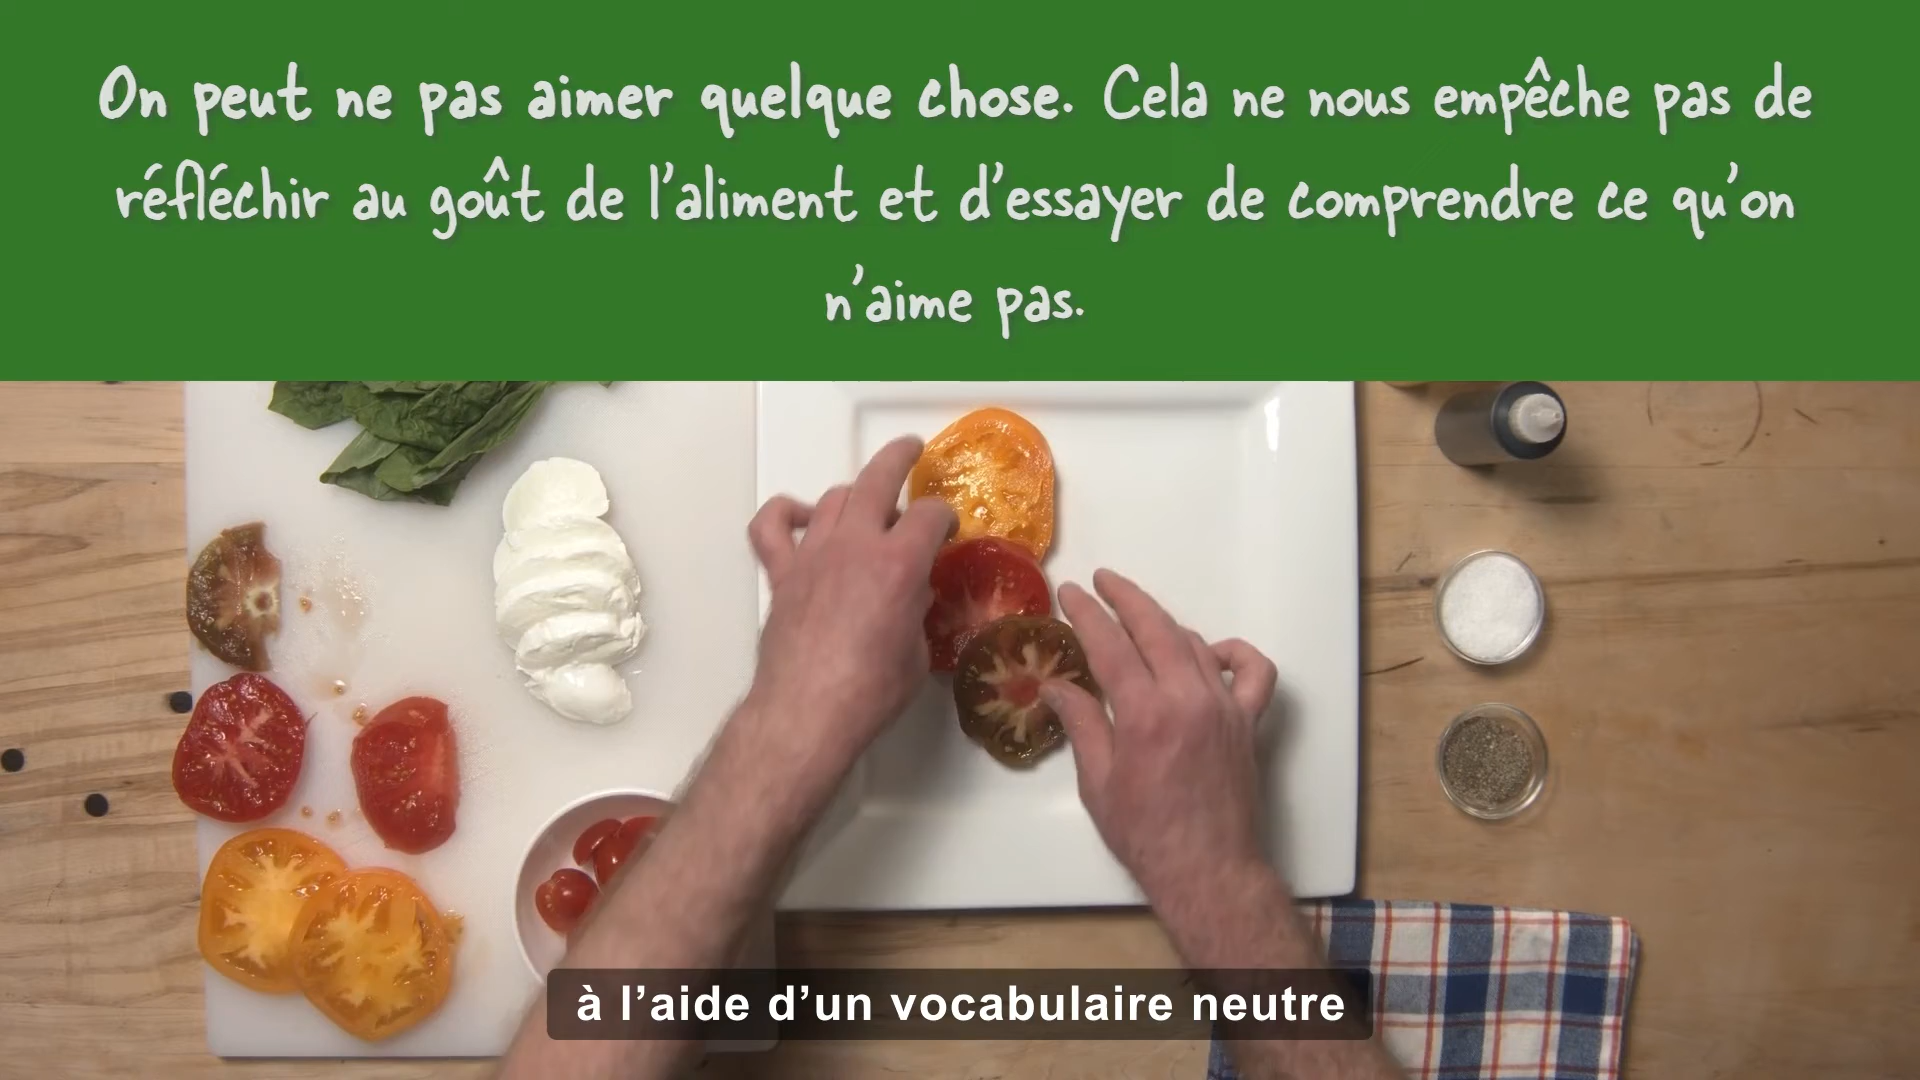 On peut ne pas aimer quelque chose. Cela ne nous empêche pas de
réfléchir au goût de l’aliment et d’essayer de comprendre ce qu’on
n’aime pas.
à l’aide d’un vocabulaire neutre